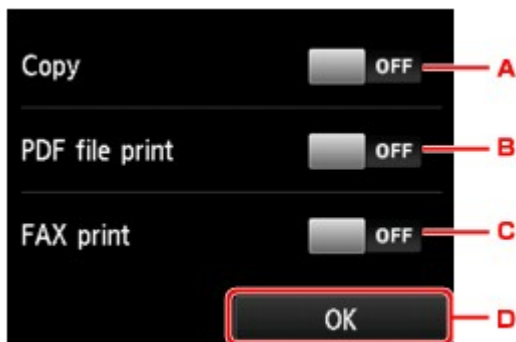 Copy OFF A
PDF file print OFF B
FAX print OFF C
OK D